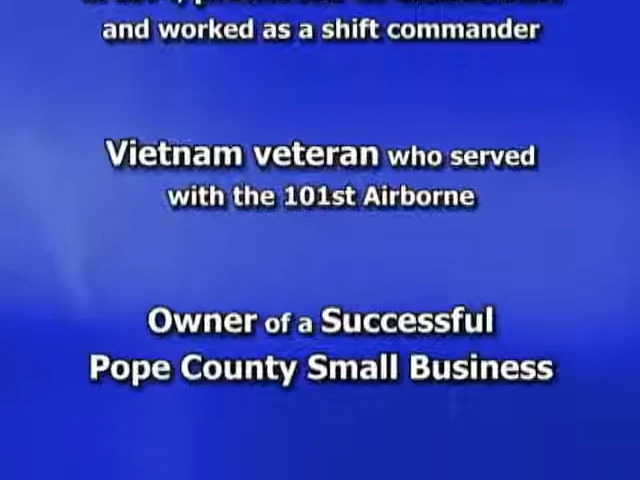 and worked as a shift commander
Vietnam veteran who served
with the 101st Airborne
Owner of a Successful
Pope County Small Business